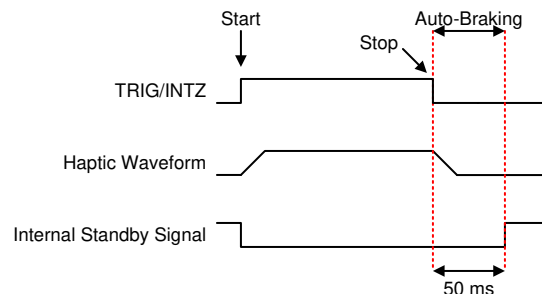 Start
Auto-Braking
Stop
TRIG/INTZ
Haptic Waveform
Internal Standby Signal
50 ms